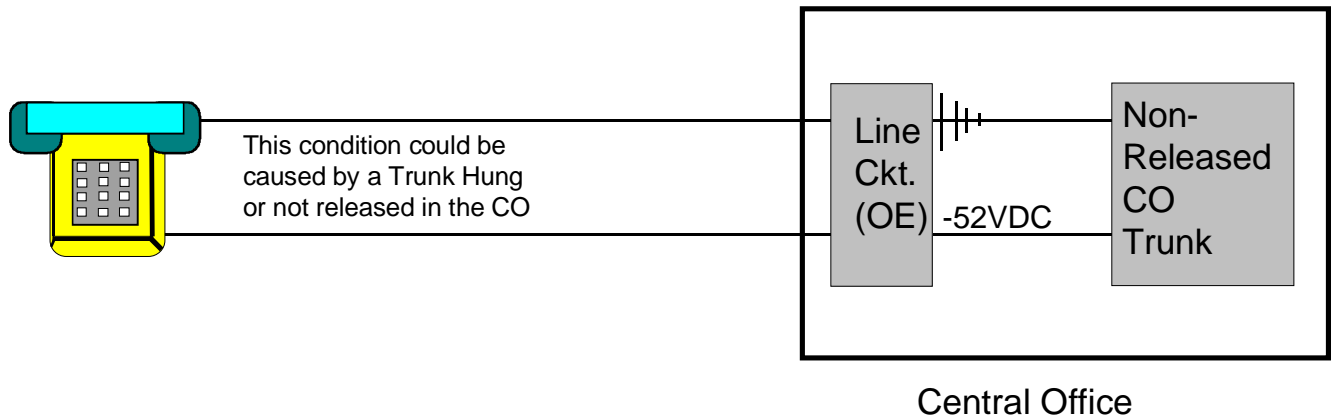 This condition could be
caused by a Trunk Hung
or not released in the CO
Line
Ckt.
(OE)
-52VDC
Non-
Released
CO
Trunk
Central Office